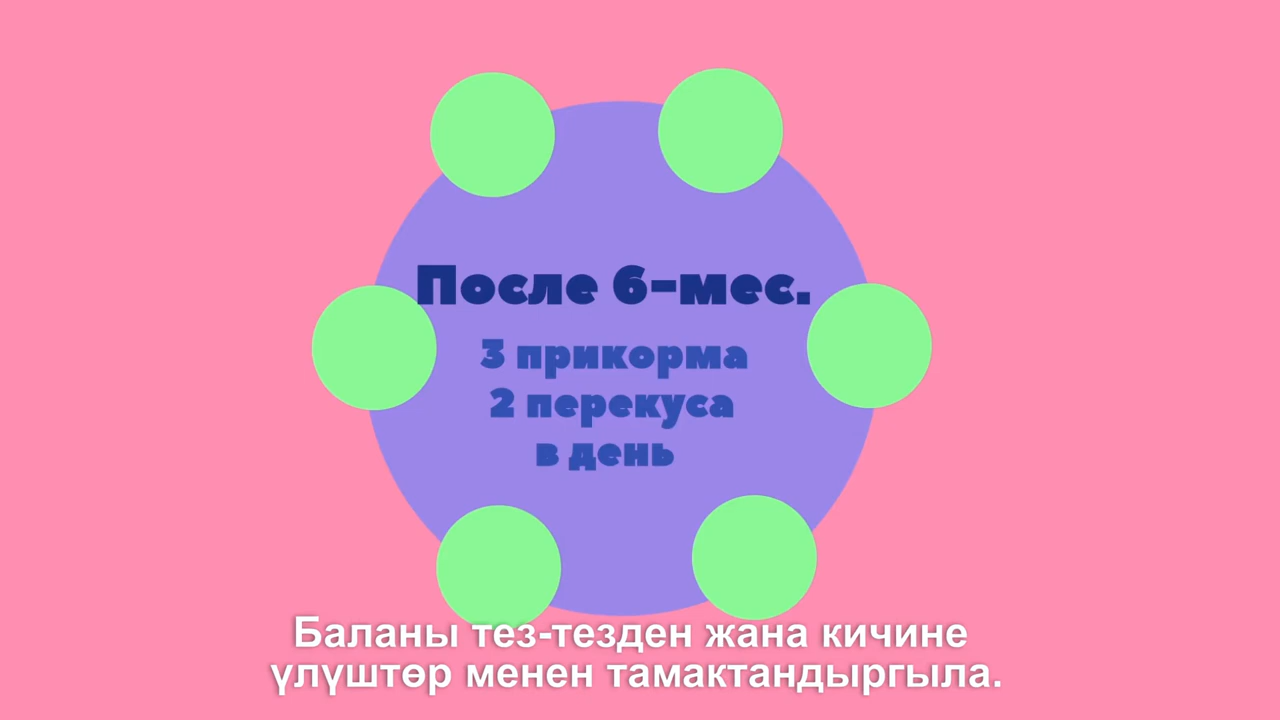 После 6-мес.
3 прикорма
2 перекуса
в день
Баланы тез-тезден жана кичине
үлүштөр менен тамактандыргыла.